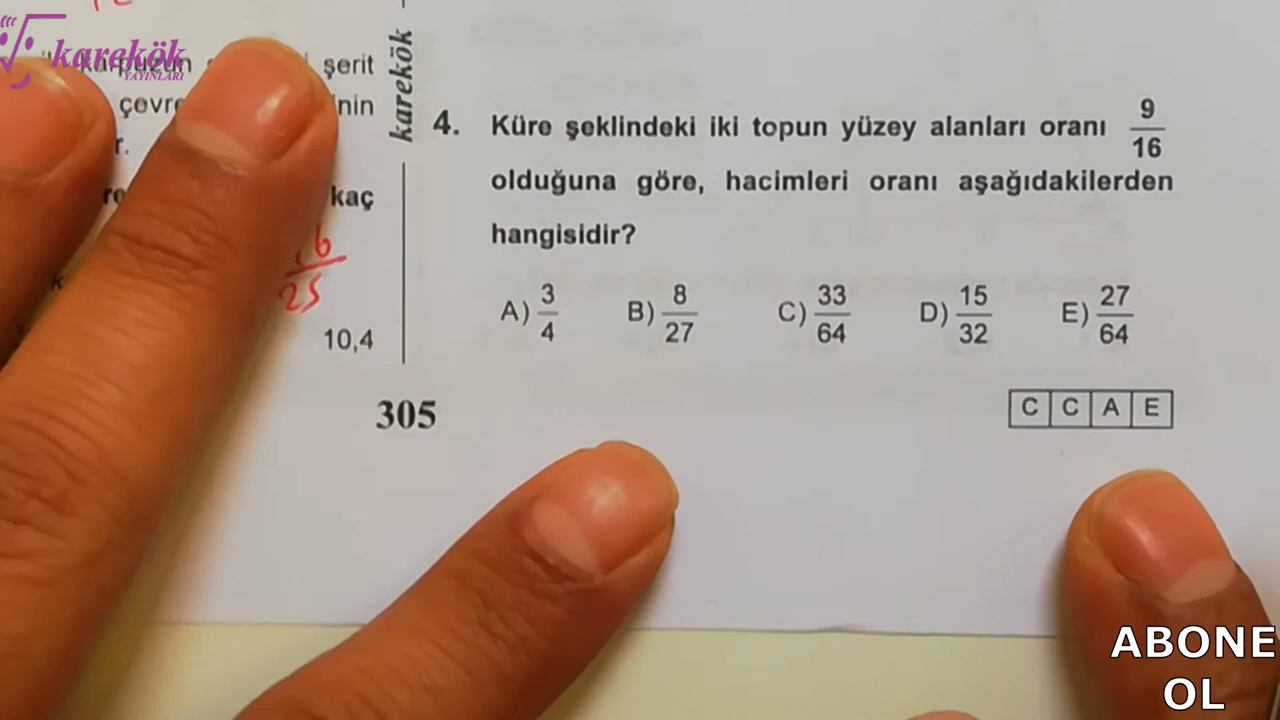 karekök
YAYINLARI
şerit
çevre
nin
r.
kaç
16
25
10,4
karekök
4. Küre şeklindeki iki topun yüzey alanları oranı 9/16
olduğuna göre, hacimleri oranı aşağıdakilerden
hangisidir?
A) 3/4 B) 8/27 C) 33/64 D) 15/32 E) 27/64
305
C C A E
ABONE
OL